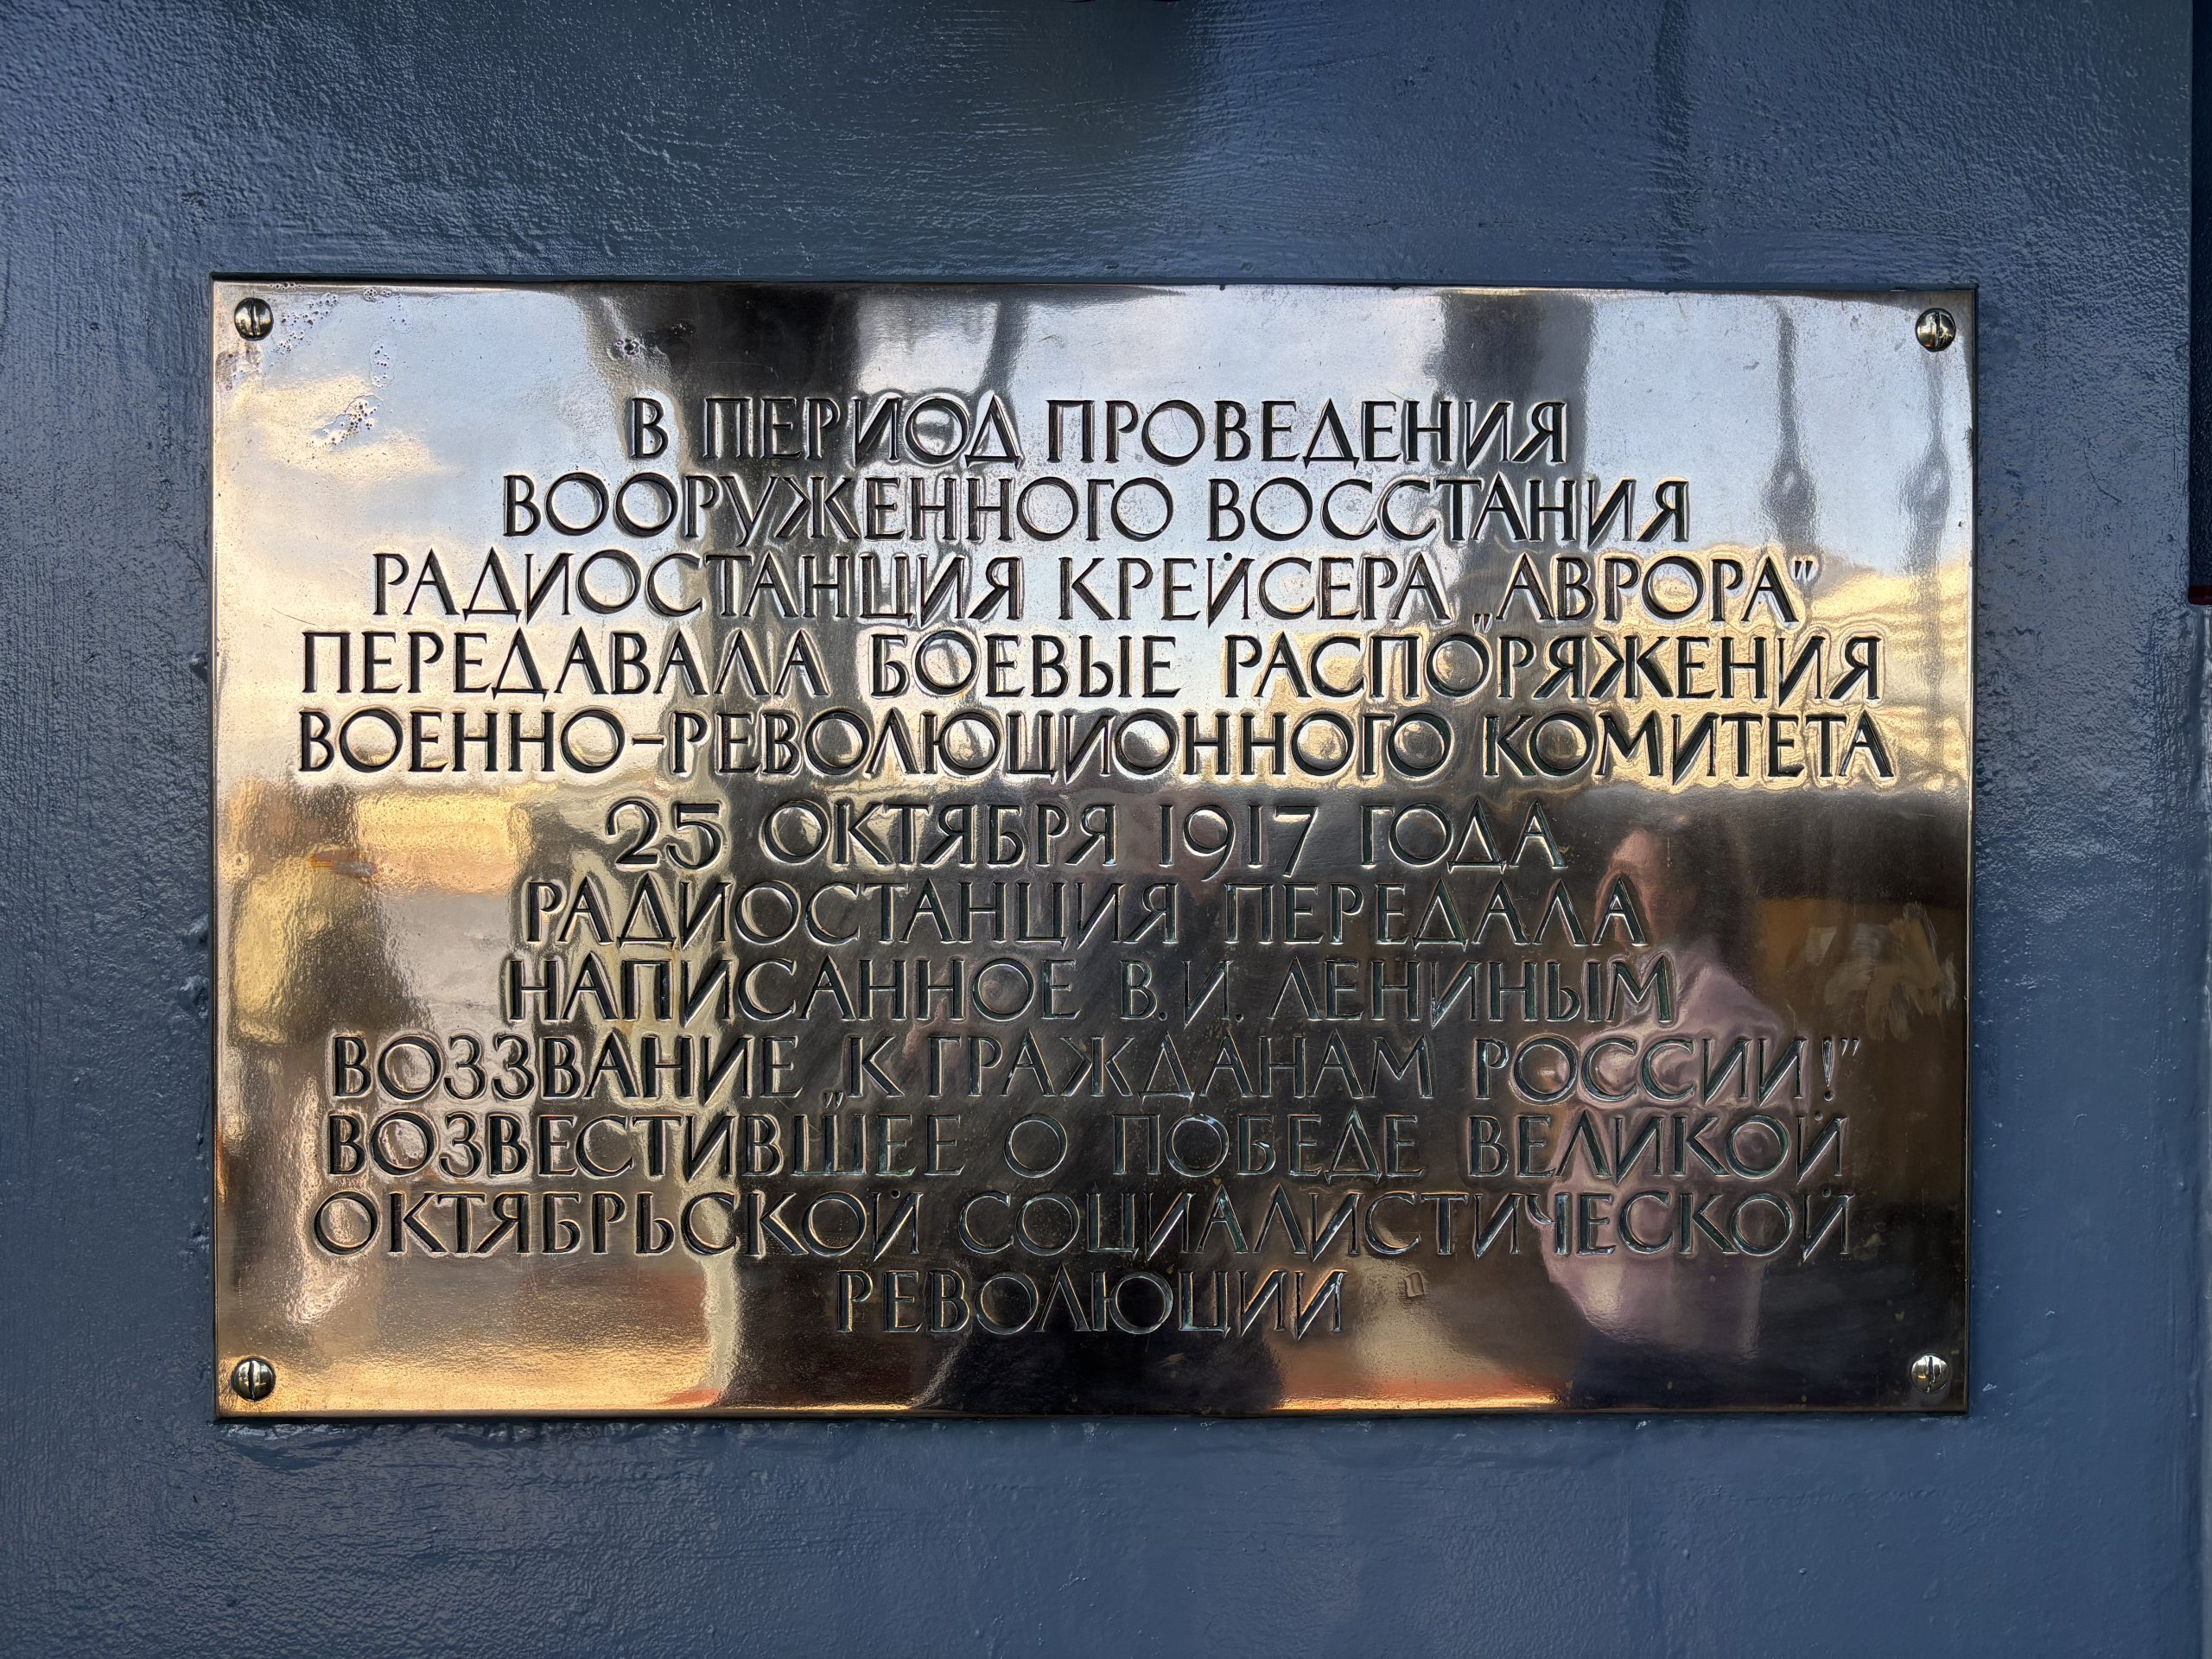 В ПЕРИОД ПРОВЕДЕНИЯ
ВООРУЖЕННОГО ВОССТАНИЯ
РАДИОСТАНЦИЯ КРЕЙСЕРА „АВРОРА”
ПЕРЕДАВАЛА БОЕВЫЕ РАСПОРЯЖЕНИЯ
ВОЕННО-РЕВОЛЮЦИОННОГО КОМИТЕТА
25 ОКТЯБРЯ 1917 ГОДА
РАДИОСТАНЦИЯ ПЕРЕДАЛА
НАПИСАННОЕ В.И. ЛЕНИНЫМ
ВОЗЗВАНИЕ „К ГРАЖДАНАМ РОССИИ!”
ВОЗВЕСТИВШЕЕ О ПОБЕДЕ ВЕЛИКОЙ
ОКТЯБРЬСКОЙ СОЦИАЛИСТИЧЕСКОЙ
РЕВОЛЮЦИИ